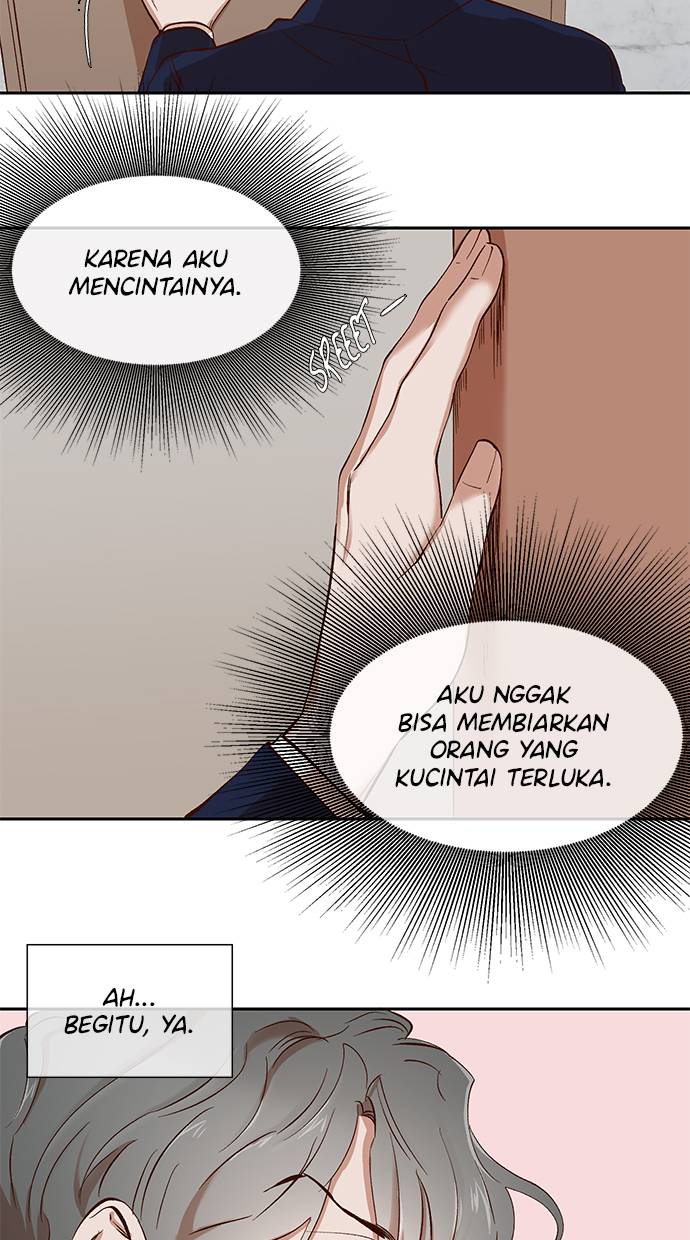 KARENA AKU
MENCINTAINYA.
SREEET
AKU NGGAK
BISA MEMBIARKAN
ORANG YANG
KUCINTAI TERLUKA.
AH...
BEGITU, YA.